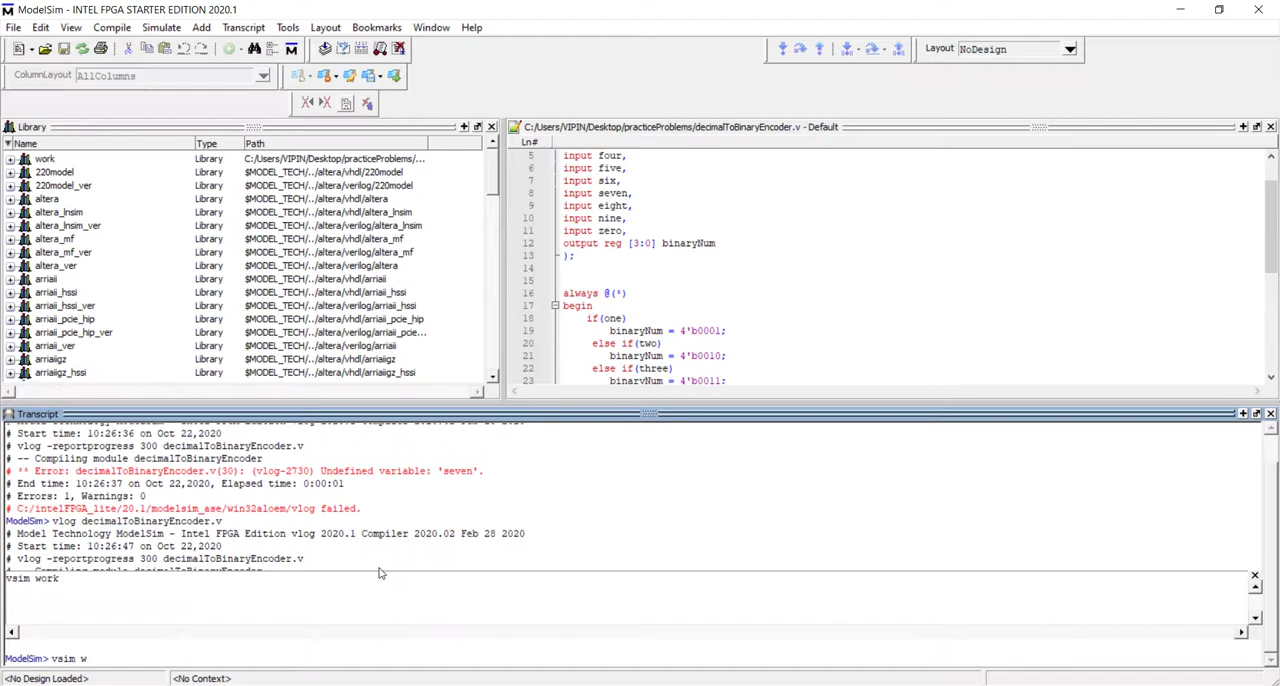 ModelSim - INTEL FPGA STARTER EDITION 2020.1
File Edit View Compile Simulate Add Transcript Tools Layout Bookmarks Window Help
Layout NoDesign
ColumnLayout AllColumns
Library
Name Type Path
work Library C:/Users/VIPIN/Desktop/practiceProblems/...
220model Library $MODEL_TECH/../altera/vhdl/220model
220model_ver Library $MODEL_TECH/../altera/verilog/220model
altera Library $MODEL_TECH/../altera/vhdl/altera
altera_lnsim Library $MODEL_TECH/../altera/vhdl/altera_lnsim
altera_lnsim_ver Library $MODEL_TECH/../altera/verilog/altera_lnsim
altera_mf Library $MODEL_TECH/../altera/vhdl/altera_mf
altera_mf_ver Library $MODEL_TECH/../altera/verilog/altera_mf
altera_ver Library $MODEL_TECH/../altera/verilog/altera
arriaii Library $MODEL_TECH/../altera/vhdl/arriaii
arriaii_hssi Library $MODEL_TECH/../altera/vhdl/arriaii_hssi
arriaii_hssi_ver Library $MODEL_TECH/../altera/verilog/arriaii_hssi
arriaii_pcie_hip Library $MODEL_TECH/../altera/vhdl/arriaii_pcie_hip
arriaii_pcie_hip_ver Library $MODEL_TECH/../altera/verilog/arriaii_pcie...
arriaii_ver Library $MODEL_TECH/../altera/verilog/arriaii
arriaiigz Library $MODEL_TECH/../altera/vhdl/arriaiigz
arriaiigz_hssi Library $MODEL_TECH/../altera/vhdl/arriaiigz_hssi
C:/Users/VIPIN/Desktop/practiceProblems/decimalToBinaryEncoder.v - Default
Ln#
5 input four,
6 input five,
7 input six,
8 input seven,
9 input eight,
10 input nine,
11 input zero,
12 output reg [3:0] binaryNum
13 );
14
15
16 always @(*)
17 begin
18 if(one)
19 binaryNum = 4'b0001;
20 else if(two)
21 binaryNum = 4'b0010;
22 else if(three)
23 binaryNum = 4'b0011;
Transcript
# Start time: 10:26:36 on Oct 22,2020
# vlog -reportprogress 300 decimalToBinaryEncoder.v
# -- Compiling module decimalToBinaryEncoder
# ** Error: decimalToBinaryEncoder.v(30): (vlog-2730) Undefined variable: 'seven'.
# End time: 10:26:37 on Oct 22,2020, Elapsed time: 0:00:01
# Errors: 1, Warnings: 0
# C:/intelFPGA_lite/20.1/modelsim_ase/win32aloem/vlog failed.
ModelSim> vlog decimalToBinaryEncoder.v
# Model Technology ModelSim - Intel FPGA Edition vlog 2020.1 Compiler 2020.02 Feb 28 2020
# Start time: 10:26:47 on Oct 22,2020
# vlog -reportprogress 300 decimalToBinaryEncoder.v
vsim work
ModelSim> vsim w
<No Design Loaded> <No Context>